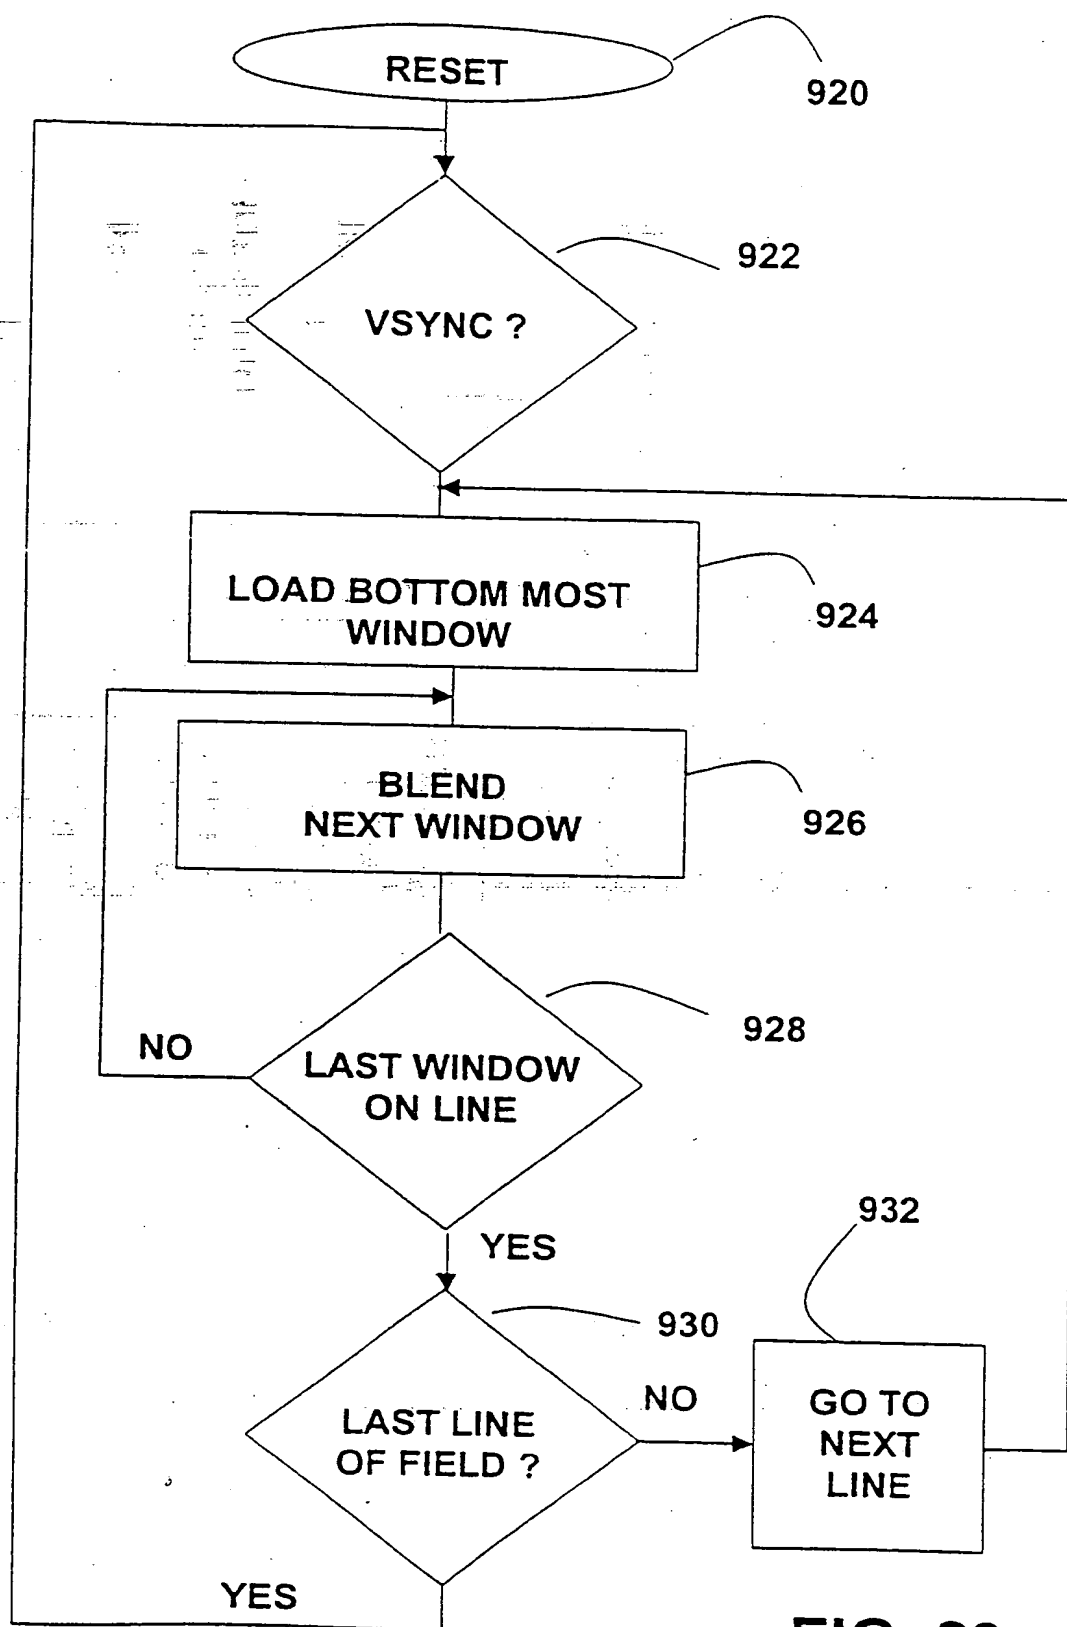 RESET
920
922
VSYNC ?
LOAD BOTTOM MOST
WINDOW
924
BLEND
NEXT WINDOW
926
928
NO
LAST WINDOW
ON LINE
932
YES
930
NO
GO TO
NEXT
LINE
LAST LINE
OF FIELD ?
YES